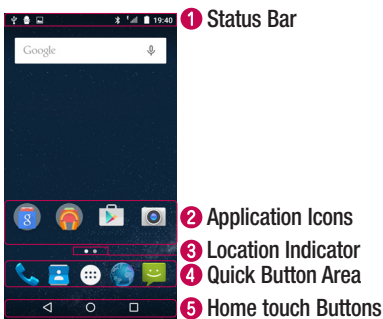 19:40
1 Status Bar
Google
8
2 Application Icons
3 Location Indicator
4 Quick Button Area
5 Home touch Buttons